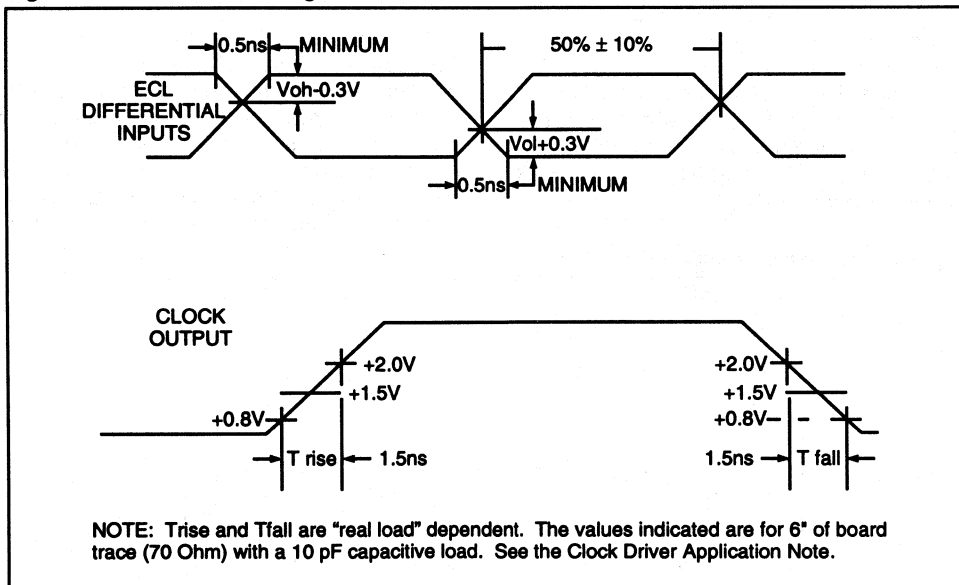 0.5ns MINIMUM
50% ± 10%
ECL
DIFFERENTIAL
INPUTS
Voh-0.3V
Vol+0.3V
0.5ns MINIMUM
CLOCK
OUTPUT
+2.0V
+1.5V
+0.8V
T rise 1.5ns
+2.0V
+1.5V
+0.8V
1.5ns T fall
NOTE: Trise and Tfall are "real load" dependent. The values indicated are for 6" of board
trace (70 Ohm) with a 10 pF capacitive load. See the Clock Driver Application Note.